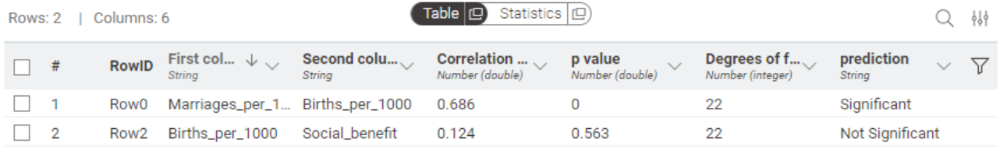 Rows: 2 | Columns: 6 Table Statistics
# RowID First col... Second colu... Correlation ... p value Degrees of f... prediction
String String Number (double) Number (double) Number (integer) String
1 Row0 Marriages_per_1... Births_per_1000 0.686 0 22 Significant
2 Row2 Births_per_1000 Social_benefit 0.124 0.563 22 Not Significant